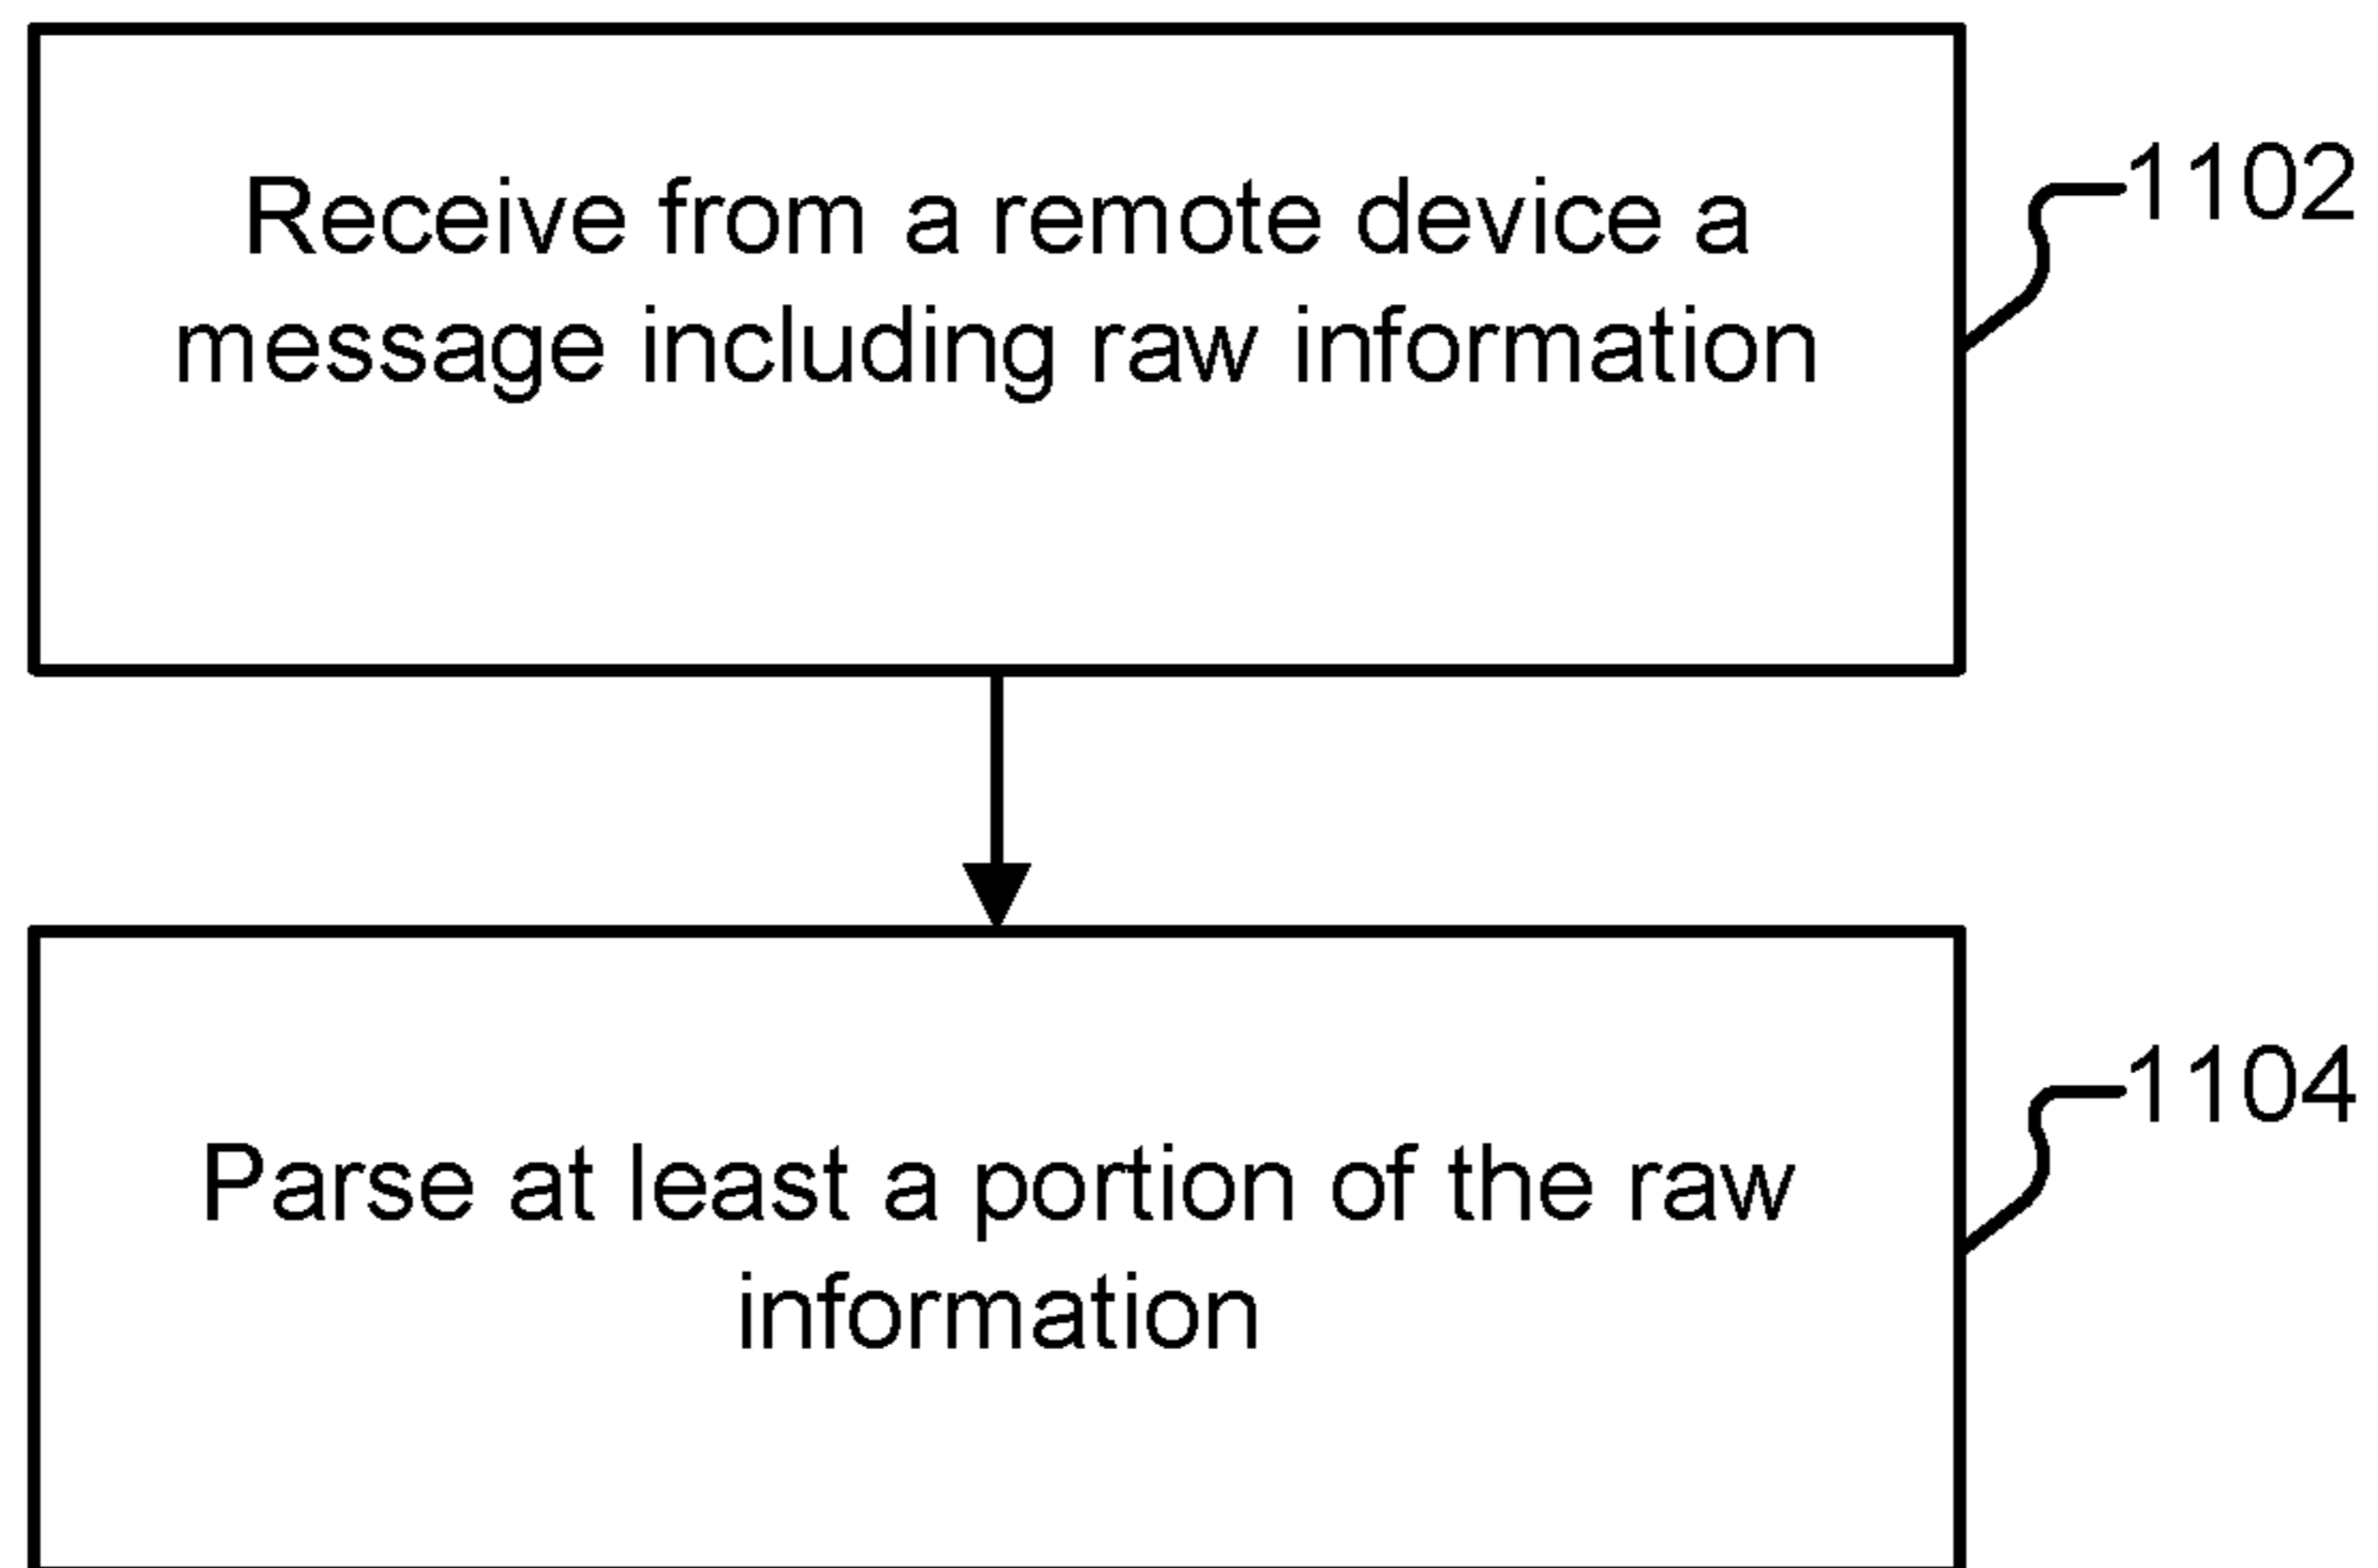 Receive from a remote device a
message including raw information
1102
Parse at least a portion of the raw
information
1104